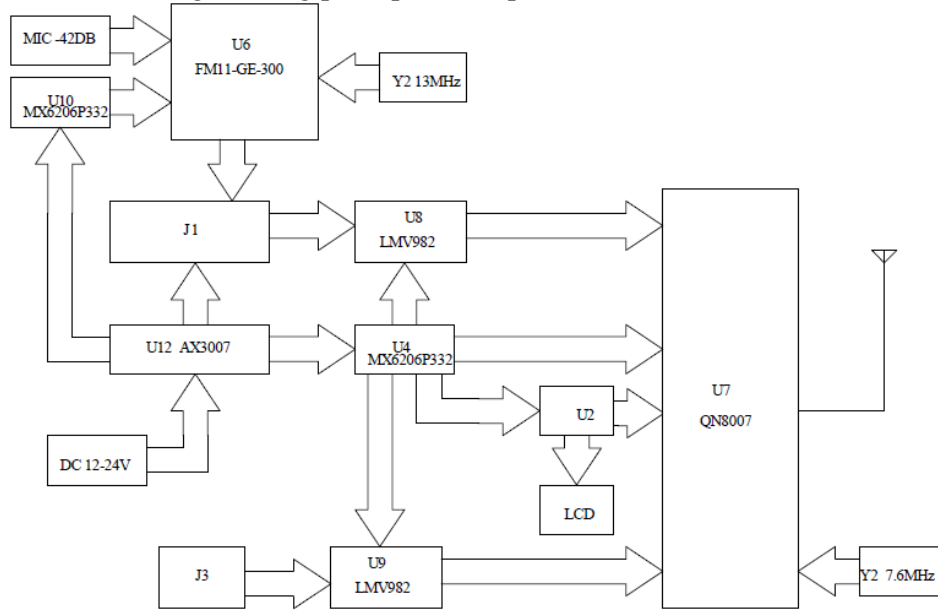 MIC -42DB
U6
FM11-GE-300
Y2 13MHz
U10
MX6206P332
J1
U8
LMV982
U12 AX3007
U4
MX6206P332
U7
QN8007
U2
DC 12-24V
LCD
J3
U9
LMV982
Y2 7.6MHz